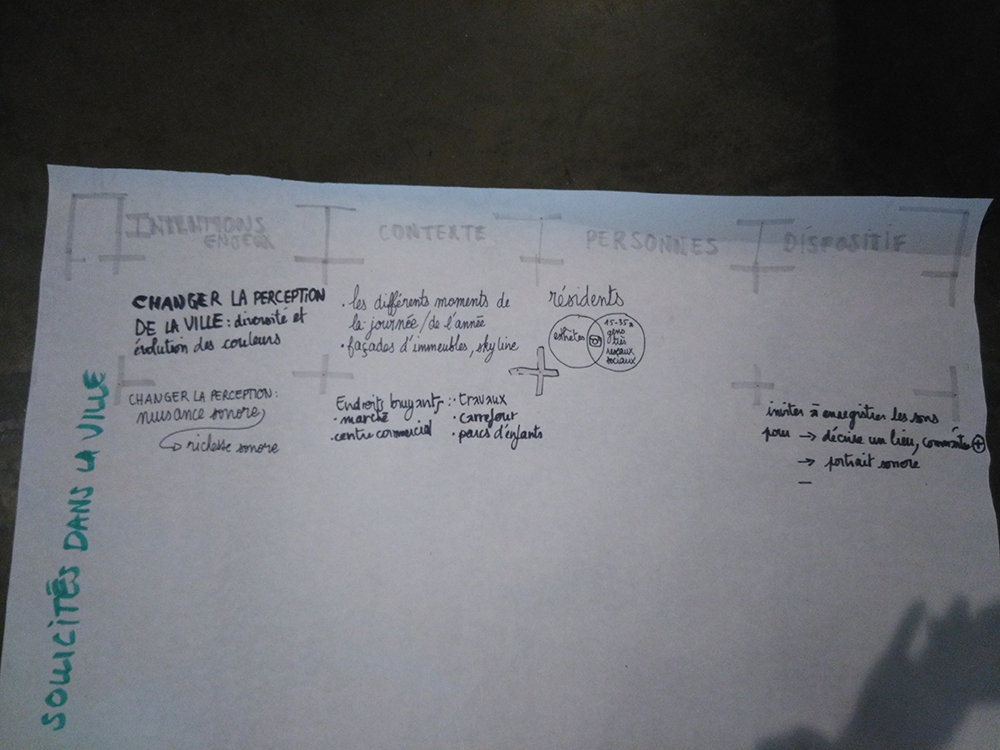 SOLLICITÉS DANS LA VILLE
INTENTIONS
ENJEUX
CONTEXTE
PERSONNES
DISPOSITIF
CHANGER LA PERCEPTION
DE LA VILLE : diversité et
évolution des couleurs
. les différents moments de
la journée / de l'année
. façades d'immeubles, skyline
résidents
esthètes
15-35 a
gens
très
réseaux
sociaux
CHANGER LA PERCEPTION :
nuisance sonore,
→ richesse sonore
Endroits bruyants :
. marché
. centre commercial
. travaux
. carrefour
. parcs d'enfants
inviter à enregistrer les sons
pour → décrire un lieu, commenter +
→ portrait sonore
–